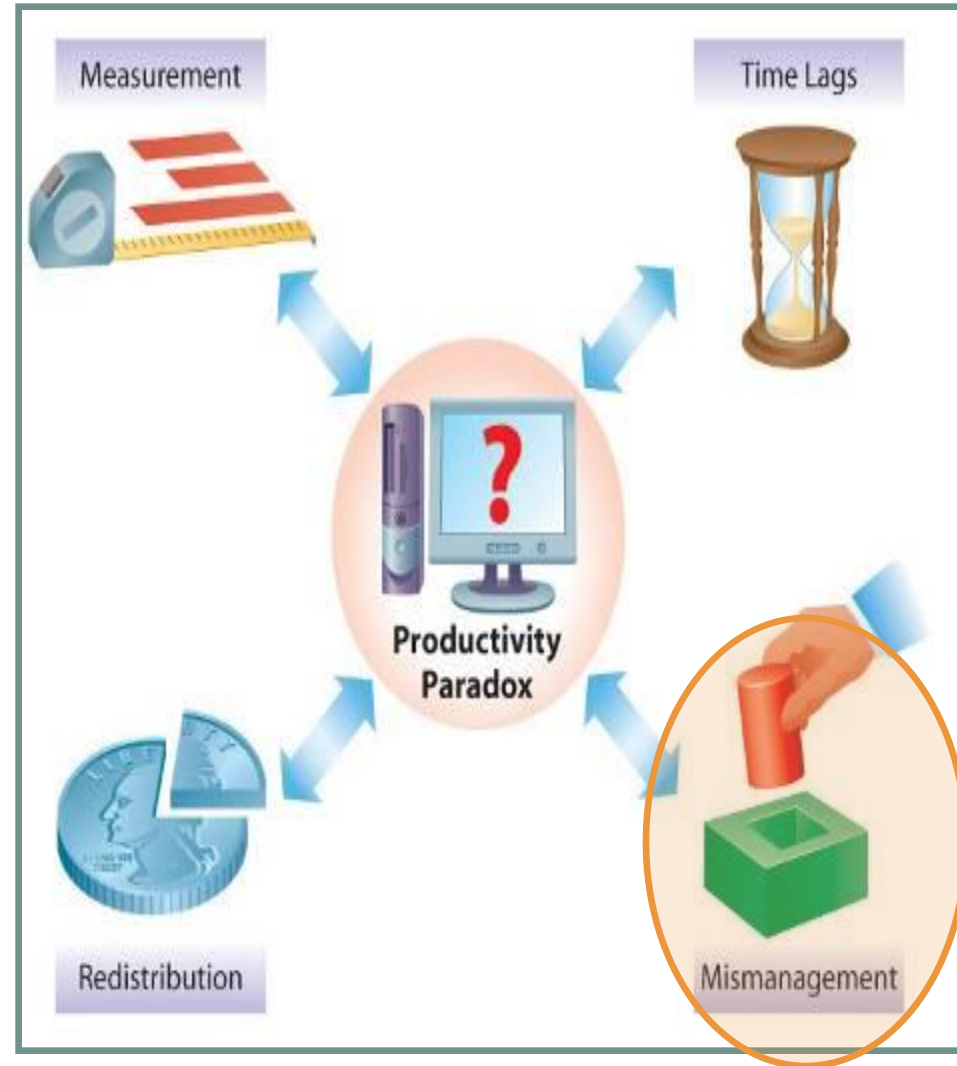 Measurement
Time Lags
?
Productivity
Paradox
Redistribution
Mismanagement